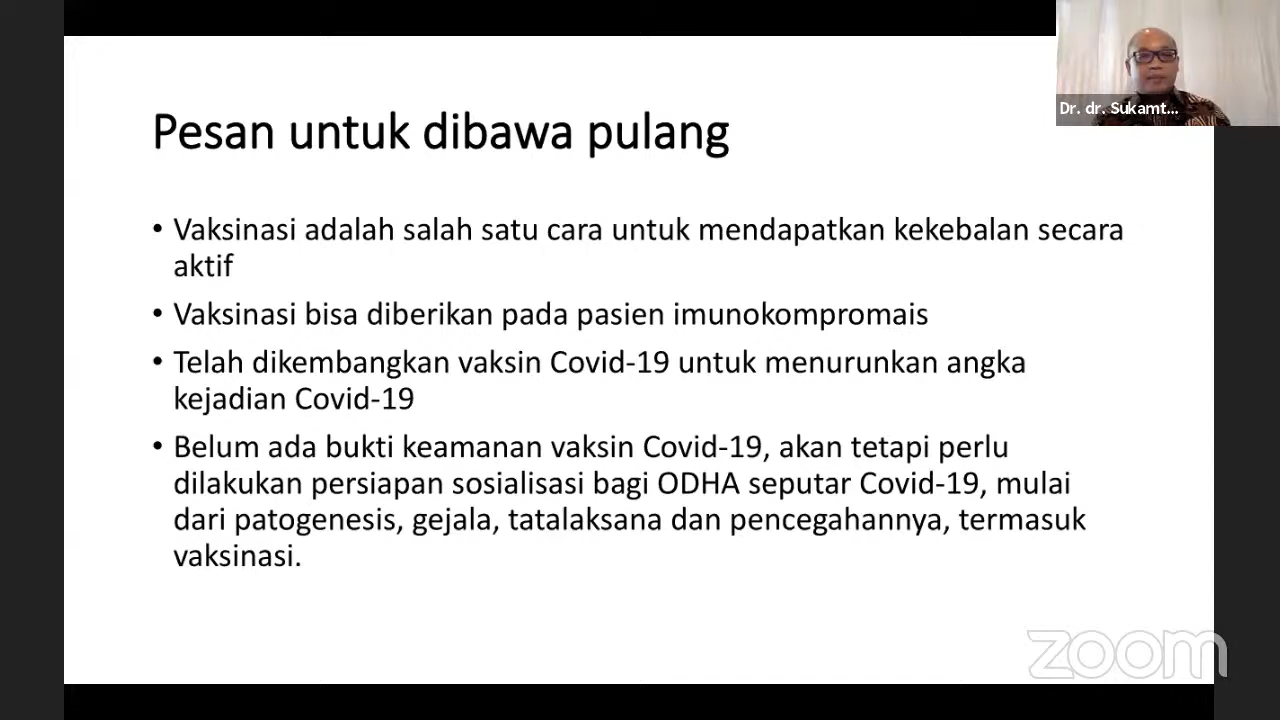 Dr. dr. Sukamt...
Pesan untuk dibawa pulang
• Vaksinasi adalah salah satu cara untuk mendapatkan kekebalan secara
aktif
• Vaksinasi bisa diberikan pada pasien imunokompromais
• Telah dikembangkan vaksin Covid-19 untuk menurunkan angka
kejadian Covid-19
• Belum ada bukti keamanan vaksin Covid-19, akan tetapi perlu
dilakukan persiapan sosialisasi bagi ODHA seputar Covid-19, mulai
dari patogenesis, gejala, tatalaksana dan pencegahannya, termasuk
vaksinasi.
zoom